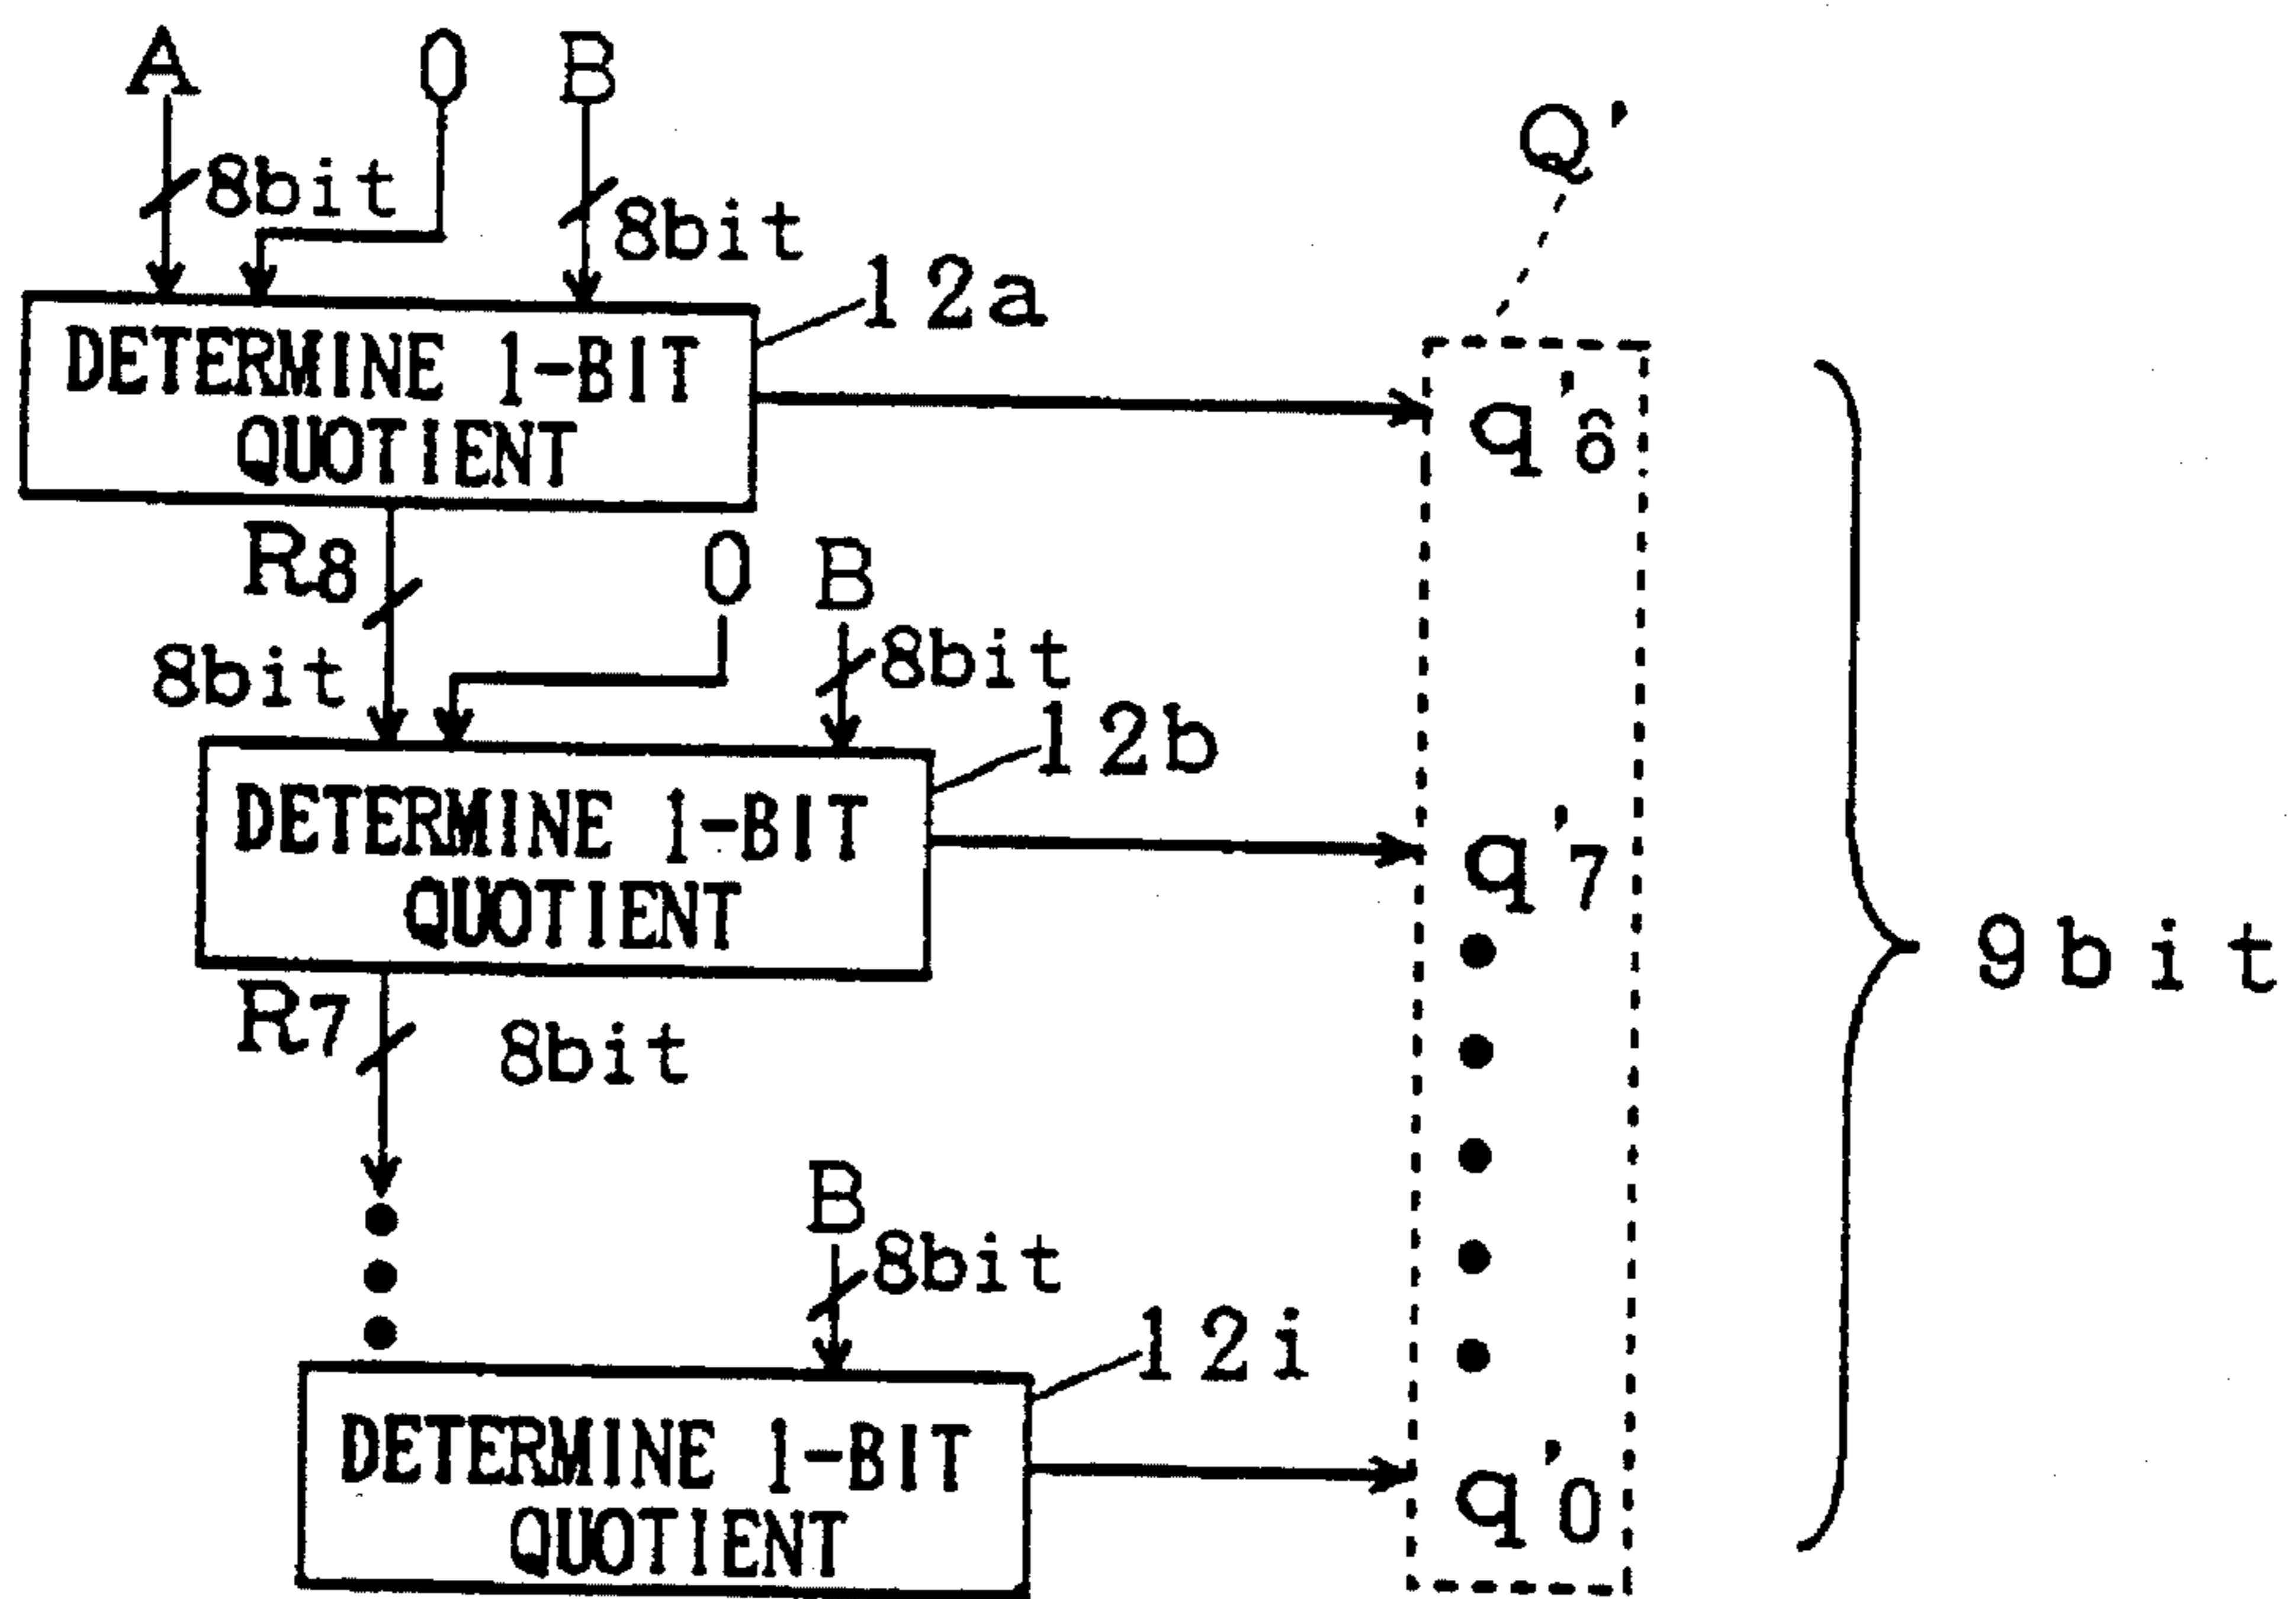 A 0 B
8bit
8bit
Q'
12a
DETERMINE 1-BIT
QUOTIENT
q'8
R8
0 B
8bit
8bit
12b
DETERMINE 1-BIT
QUOTIENT
q'7
9bit
R7
8bit
B
8bit
12i
DETERMINE 1-BIT
QUOTIENT
q'0